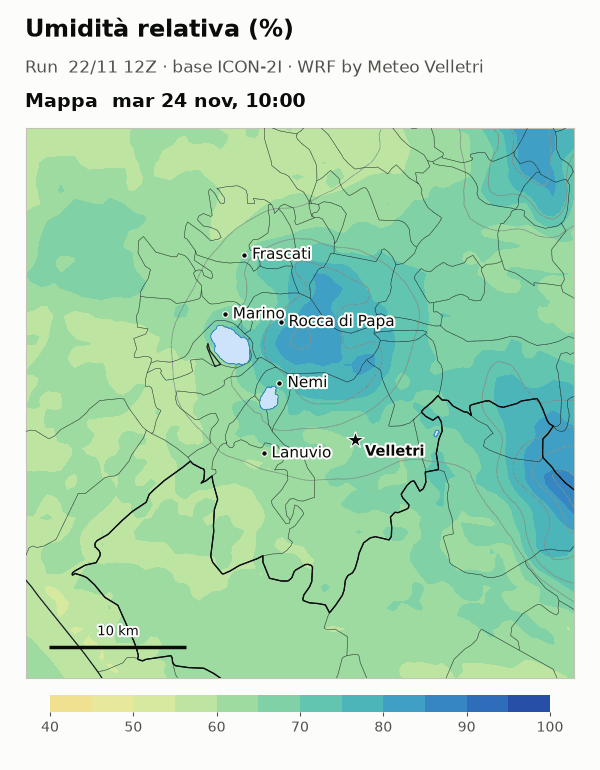 Umidità relativa (%)
Run  22/11 12Z · base ICON-2I · WRF by Meteo Velletri
Mappa  mar 24 nov, 10:00
Frascati
Marino
Rocca di Papa
Nemi
Velletri
Lanuvio
10 km
40 50 60 70 80 90 100